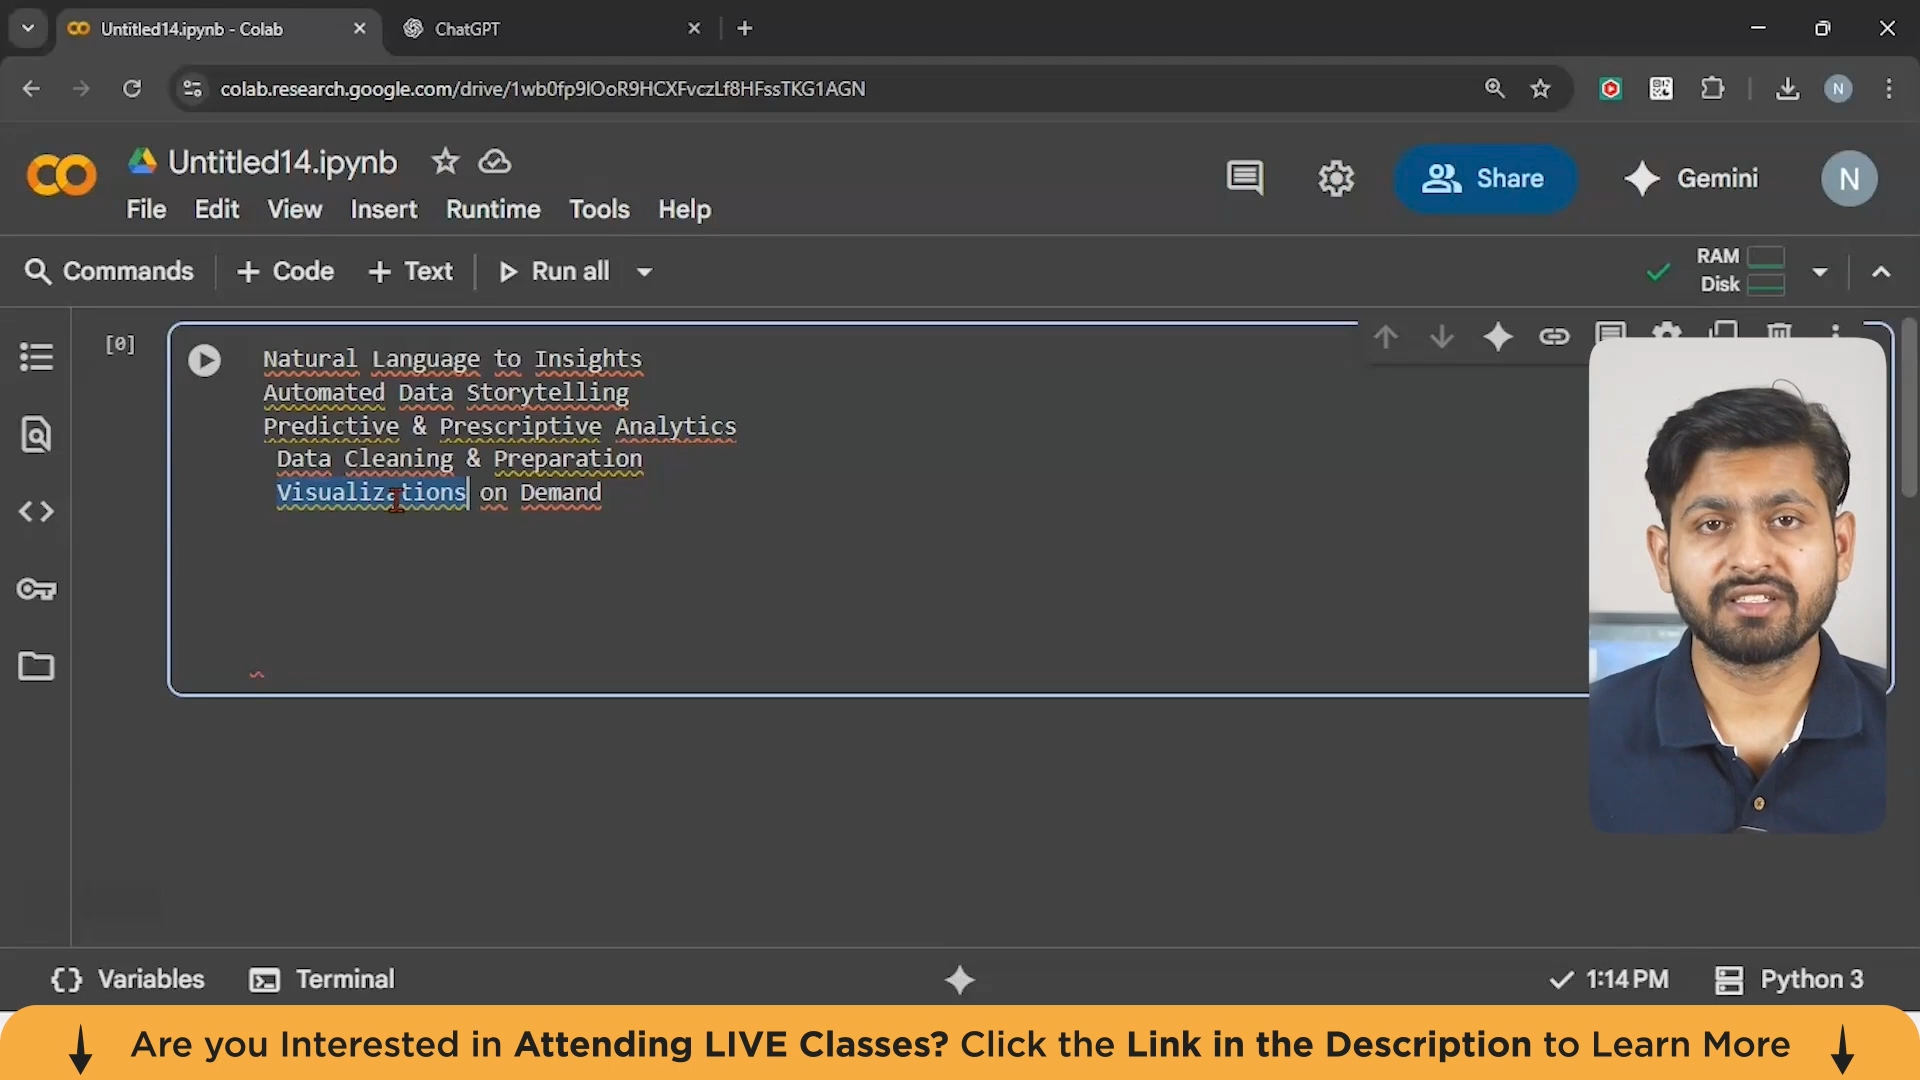 Untitled14.ipynb - Colab
ChatGPT
colab.research.google.com/drive/1wb0fp9lOoR9HCXFvczLf8HFssTKG1AGN
N
Untitled14.ipynb
File Edit View Insert Runtime Tools Help
Share
Gemini
N
Commands + Code + Text Run all
RAM
Disk
[0]
Natural Language to Insights
Automated Data Storytelling
Predictive & Prescriptive Analytics
Data Cleaning & Preparation
Visualizations on Demand
Variables Terminal
1:14 PM Python 3
Are you Interested in Attending LIVE Classes? Click the Link in the Description to Learn More